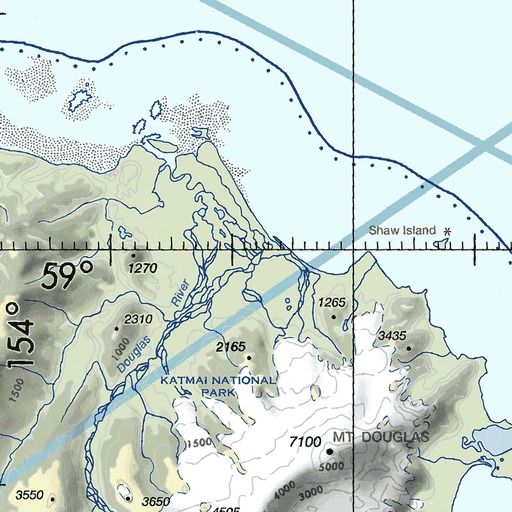 Shaw Island
59°
154°
1270
River
2310
1265
3435
1000
Douglas
2165
1500
KATMAI NATIONAL
PARK
1500
7100
MT DOUGLAS
5000
4000
3000
3550
3650
4505